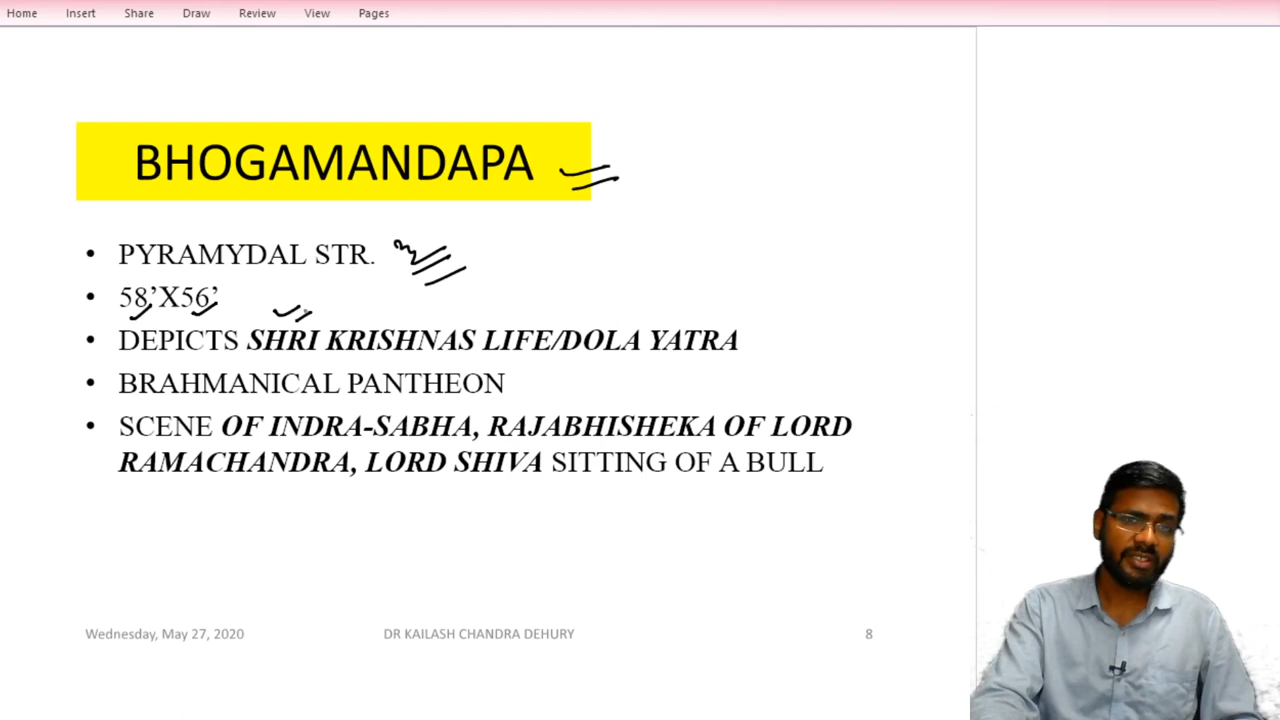 Home Insert Share Draw Review View Pages
BHOGAMANDAPA
• PYRAMYDAL STR.
• 58’X56’
• DEPICTS SHRI KRISHNAS LIFE/DOLA YATRA
• BRAHMANICAL PANTHEON
• SCENE OF INDRA-SABHA, RAJABHISHEKA OF LORD
RAMACHANDRA, LORD SHIVA SITTING OF A BULL
Wednesday, May 27, 2020 DR KAILASH CHANDRA DEHURY 8